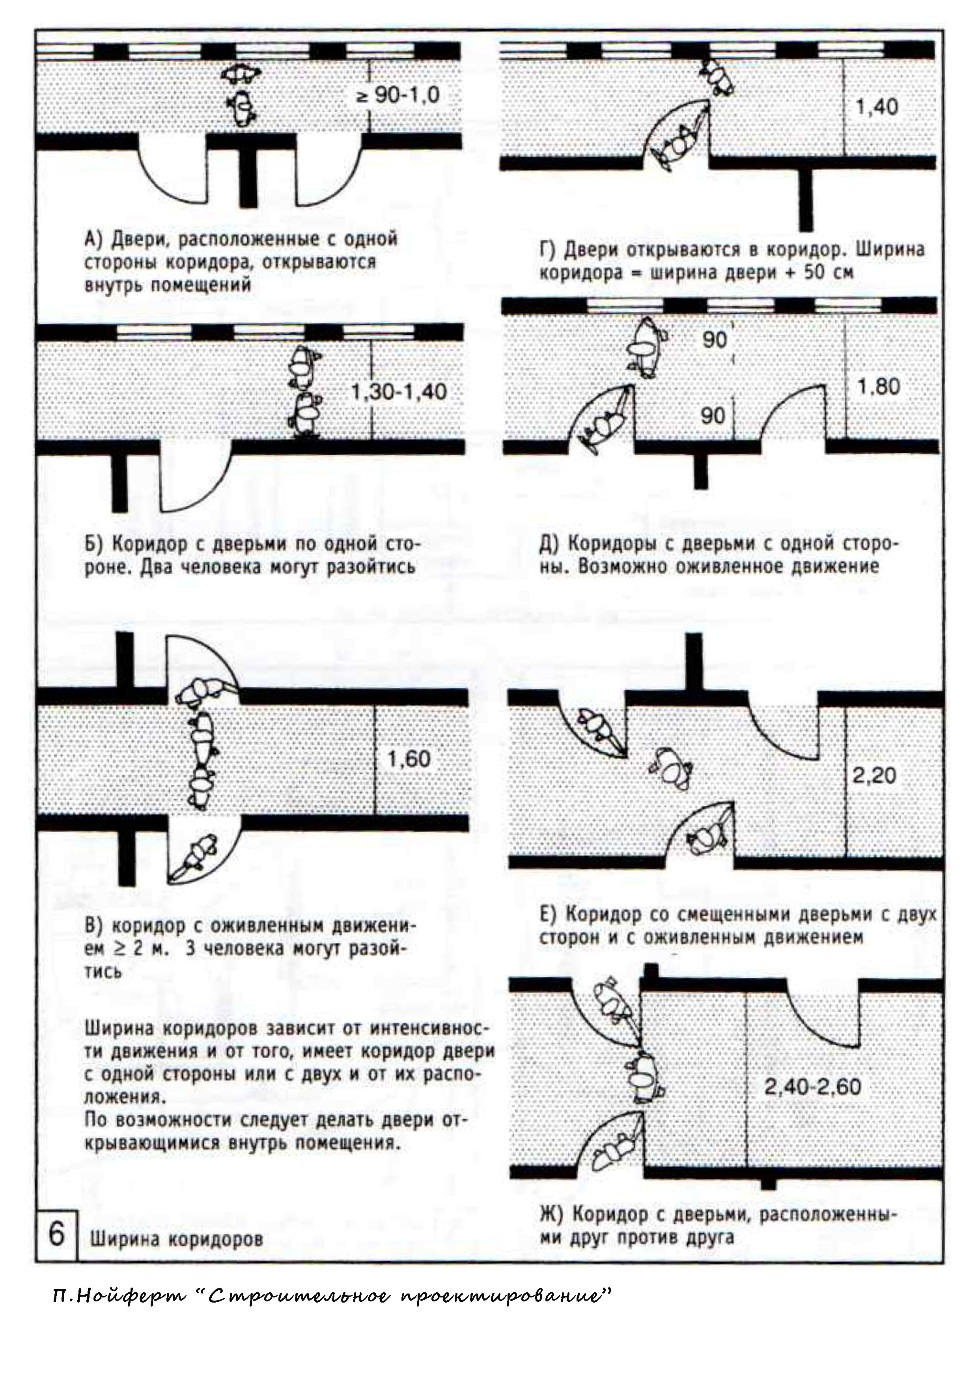 ≥ 90-1,0
А) Двери, расположенные с одной
стороны коридора, открываются
внутрь помещений
1,30-1,40
Б) Коридор с дверьми по одной сто-
роне. Два человека могут разойтись
1,60
В) коридор с оживленным движени-
ем ≥ 2 м. 3 человека могут разой-
тись
Ширина коридоров зависит от интенсивнос-
ти движения и от того, имеет коридор двери
с одной стороны или с двух и от их распо-
ложения.
По возможности следует делать двери от-
крывающимися внутрь помещения.
6 Ширина коридоров
1,40
Г) Двери открываются в коридор. Ширина
коридора = ширина двери + 50 см
90
1,80
90
Д) Коридоры с дверьми с одной сторо-
ны. Возможно оживленное движение
2,20
Е) Коридор со смещенными дверьми с двух
сторон и с оживленным движением
2,40-2,60
Ж) Коридор с дверьми, расположенны-
ми друг против друга
П.Нойферт “Строительное проектирование”